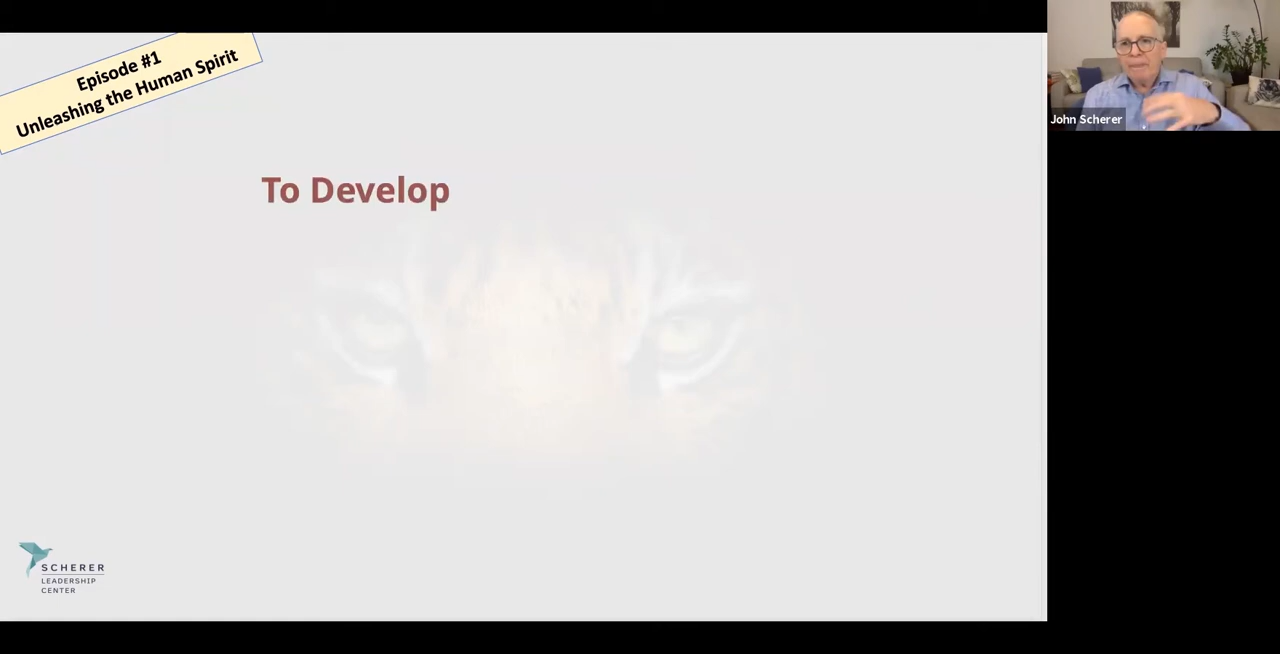 Episode #1
Unleashing the Human Spirit
John Scherer
To Develop
SCHERER
LEADERSHIP
CENTER